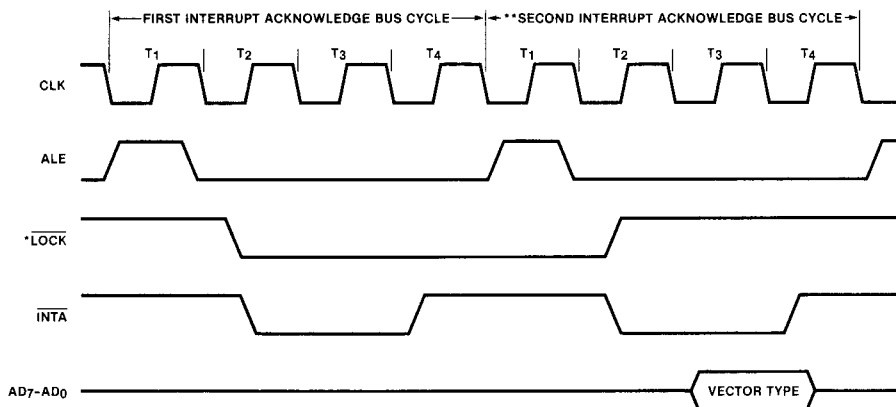 FIRST INTERRUPT ACKNOWLEDGE BUS CYCLE **SECOND INTERRUPT ACKNOWLEDGE BUS CYCLE
T1 T2 T3 T4 T1 T2 T3 T4
CLK
ALE
*LOCK
INTA
AD7-AD0 VECTOR TYPE